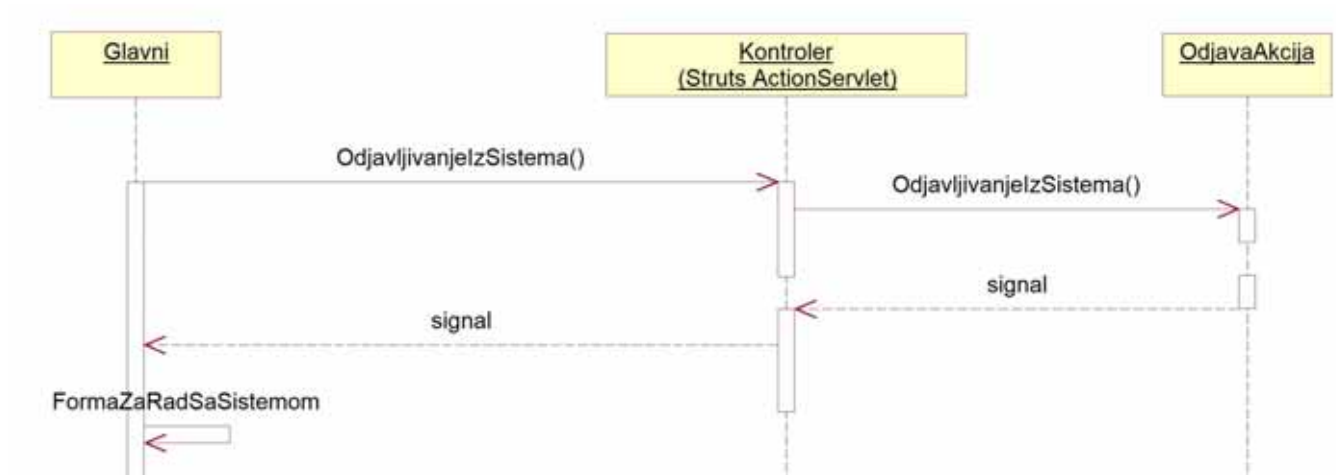 Glavni
Kontroler
(Struts ActionServlet)
OdjavaAkcija
OdjavljivanjeIzSistema()
OdjavljivanjeIzSistema()
signal
signal
FormaZaRadSaSistemom